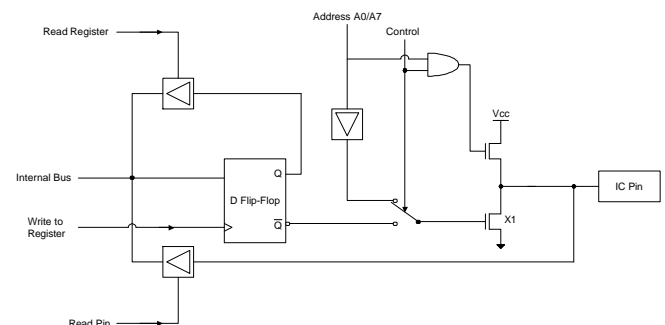 Address A0/A7
Read Register
Control
Vcc
Internal Bus
Q
D Flip-Flop
IC Pin
Write to
Register
Q
X1
Read Pin